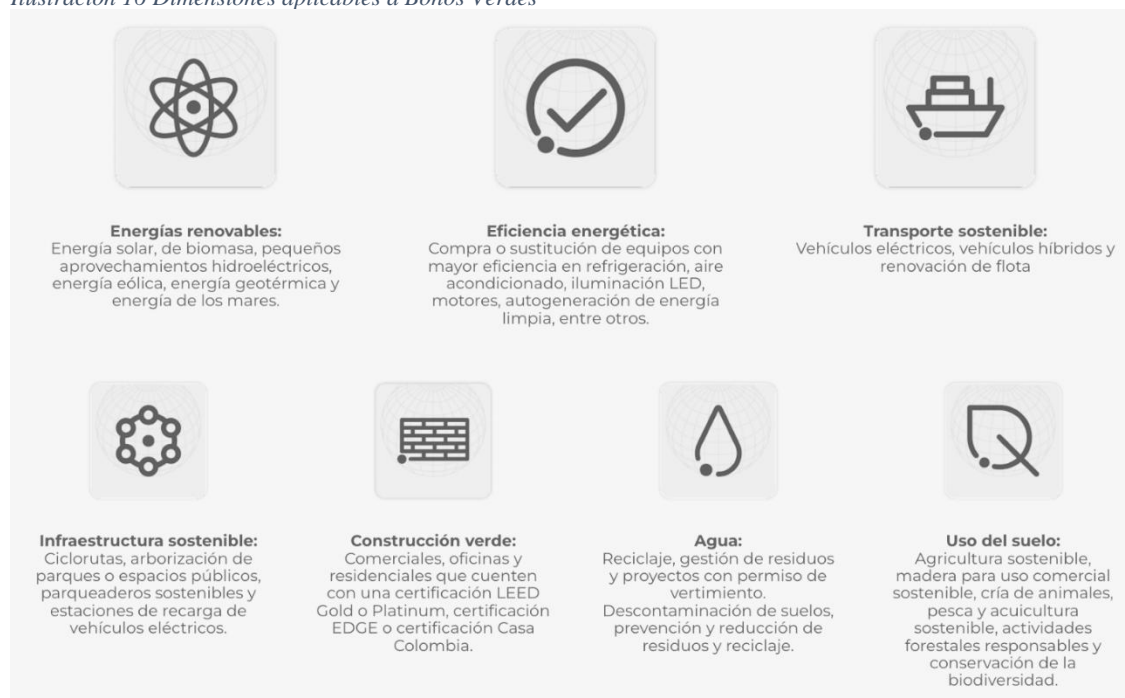 Ilustración 16 Dimensiones aplicables a Bonos Verdes
Energías renovables:
Energía solar, de biomasa, pequeños
aprovechamientos hidroeléctricos,
energía eólica, energía geotérmica y
energía de los mares.
Eficiencia energética:
Compra o sustitución de equipos con
mayor eficiencia en refrigeración, aire
acondicionado, iluminación LED,
motores, autogeneración de energía
limpia, entre otros.
Transporte sostenible:
Vehículos eléctricos, vehículos híbridos y
renovación de flota
Infraestructura sostenible:
Ciclorutas, arborización de
parques o espacios públicos,
parqueaderos sostenibles y
estaciones de recarga de
vehículos eléctricos.
Construcción verde:
Comerciales, oficinas y
residenciales que cuenten
con una certificación LEED
Gold o Platinum, certificación
EDGE o certificación Casa
Colombia.
Agua:
Reciclaje, gestión de residuos
y proyectos con permiso de
vertimiento.
Descontaminación de suelos,
prevención y reducción de
residuos y reciclaje.
Uso del suelo:
Agricultura sostenible,
madera para uso comercial
sostenible, cría de animales,
pesca y acuicultura
sostenible, actividades
forestales responsables y
conservación de la
biodiversidad.